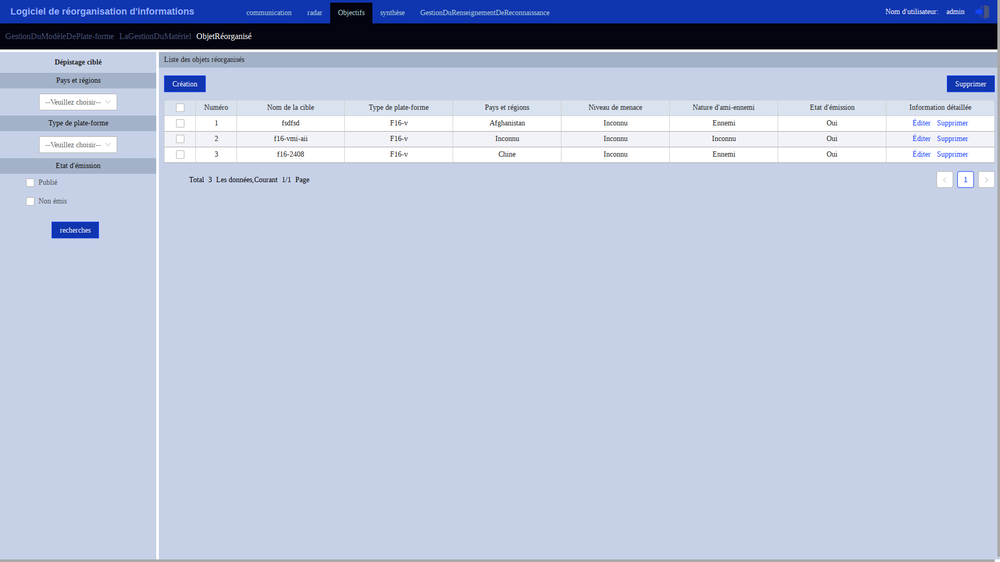 Logiciel de réorganisation d'informations communication radar Objectifs synthèse GestionDuRenseignementDeReconnaissance Nom d'utilisateur: admin
GestionDuModèleDePlate-forme LaGestionDuMatériel ObjetRéorganisé
Dépistage ciblé
Pays et régions
--Veuillez choisir--
Type de plate-forme
--Veuillez choisir--
Etat d'émission
Publié
Non émis
recherches
Liste des objets réorganisés
Création Supprimer
Numéro Nom de la cible Type de plate-forme Pays et régions Niveau de menace Nature d'ami-ennemi Etat d'émission Information détaillée
1 fsdfsd F16-v Afghanistan Inconnu Ennemi Oui Éditer Supprimer
2 f16-vmi-aii F16-v Inconnu Inconnu Inconnu Oui Éditer Supprimer
3 f16-2408 F16-v Chine Inconnu Ennemi Oui Éditer Supprimer
Total 3 Les données,Courant 1/1 Page < 1 >